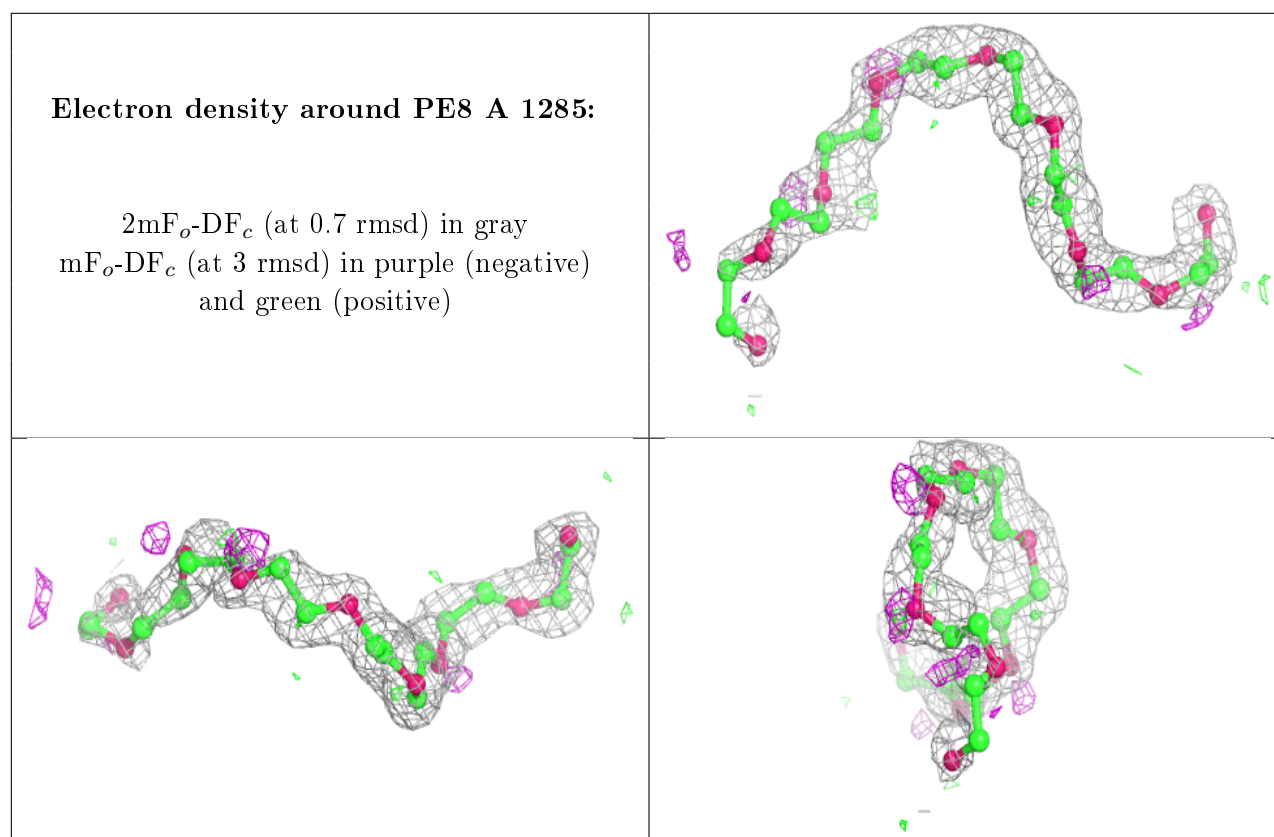 Electron density around PE8 A 1285:
2mFₒ-DF𝒸 (at 0.7 rmsd) in gray
mFₒ-DF𝒸 (at 3 rmsd) in purple (negative)
and green (positive)